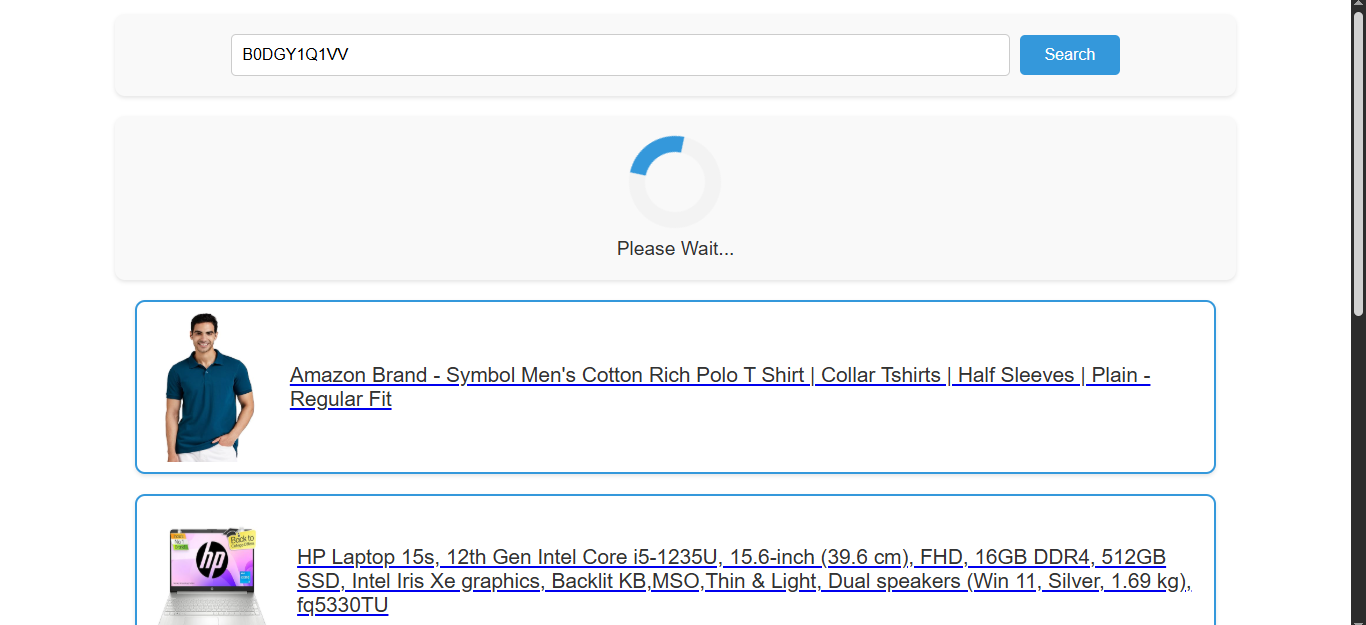 B0DGY1Q1VV
Search
Please Wait...
Amazon Brand - Symbol Men's Cotton Rich Polo T Shirt | Collar Tshirts | Half Sleeves | Plain -
Regular Fit
hp
Back to
HP Laptop 15s, 12th Gen Intel Core i5-1235U, 15.6-inch (39.6 cm), FHD, 16GB DDR4, 512GB
SSD, Intel Iris Xe graphics, Backlit KB,MSO,Thin & Light, Dual speakers (Win 11, Silver, 1.69 kg),
fq5330TU